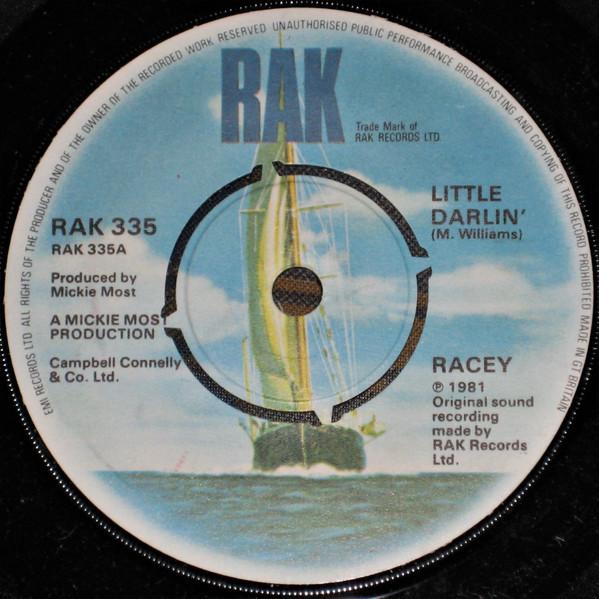 EMI RECORDS LTD. ALL RIGHTS OF THE PRODUCER AND OF THE OWNER OF THE RECORDED WORK RESERVED UNAUTHORISED PUBLIC PERFORMANCE BROADCASTING AND COPYING OF THIS RECORD PROHIBITED MADE IN GT BRITAIN
RAK
Trade Mark of
RAK RECORDS LTD.
LITTLE
DARLIN'
(M. Williams)
RAK 335
RAK 335A
Produced by
Mickie Most
A MICKIE MOST
PRODUCTION
Campbell Connelly
& Co. Ltd.
RACEY
℗ 1981
Original sound
recording
made by
RAK Records
Ltd.